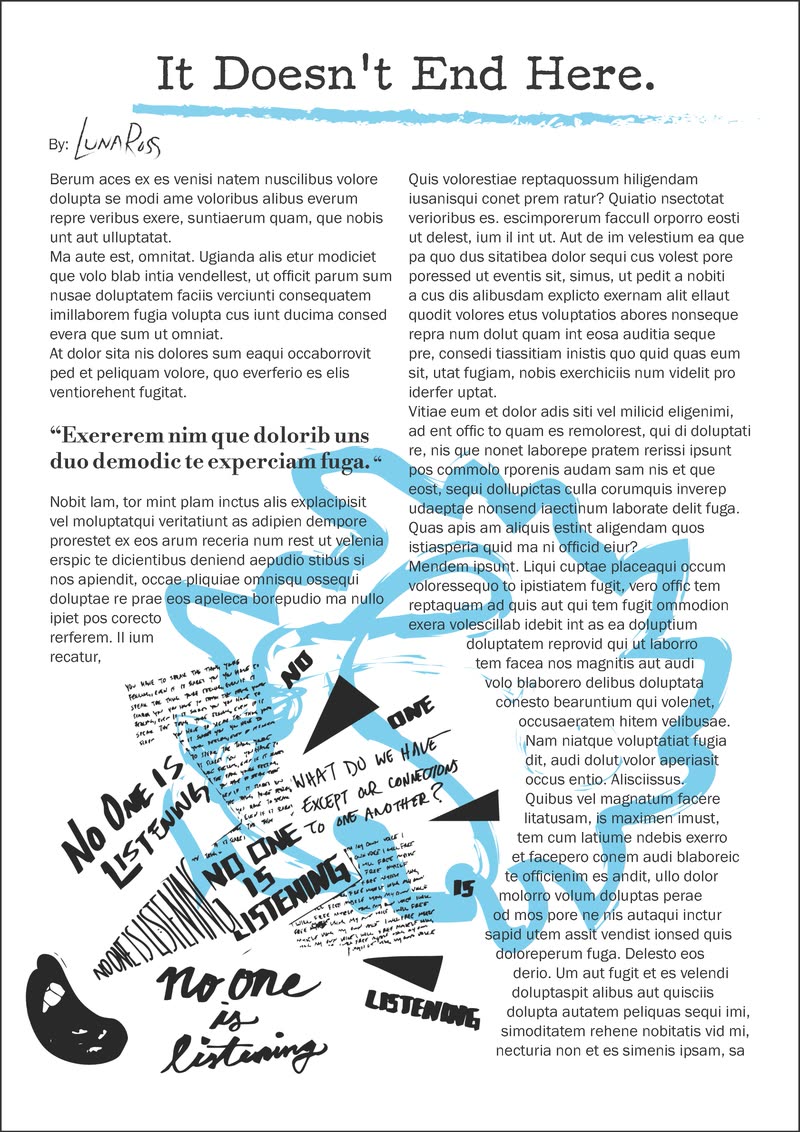 It Doesn't End Here.
By: Luna Ross
Berum aces ex es venisi natem nuscilibus volore
dolupta se modi ame voloribus alibus everum
repre veribus exere, suntiaerum quam, que nobis
unt aut ulluptatat.
Ma aute est, omnitat. Ugianda alis etur modiciet
que volo blab intia vendellest, ut officit parum sum
nusae doluptatem faciis verciunti consequatem
imillaborem fugia volupta cus iunt ducima consed
evera que sum ut omniat.
At dolor sita nis dolores sum eaqui occaborrovit
ped et peliquam volore, quo everferio es elis
ventiorehent fugitat.
“Exererem nim que dolorib uns
duo demodic te experciam fuga.“
Nobit lam, tor mint plam inctus alis explacipisit
vel moluptatqui veritatiunt as adipien dempore
prorestet ex eos arum receria num rest ut velenia
erspic te dicientibus deniend aepudio stibus si
nos apiendit, occae pliquiae omnisqu ossequi
doluptae re prae eos apeleca borepudio ma nullo
ipiet pos corecto
rerferem. Il ium
recatur,
Quis volorestiae reptaquossum hiligendam
iusanisqui conet prem ratur? Quiatio nsectotat
verioribus es. escimporerum faccull orporro eosti
ut delest, ium il int ut. Aut de im velestium ea que
pa quo dus sitatibea dolor sequi cus volest pore
poressed ut eventis sit, simus, ut pedit a nobiti
a cus dis alibusdam explicto exernam alit ellaut
quodit volores etus voluptatios abores nonseque
repra num dolut quam int eosa auditia seque
pre, consedi tiassitiam inistis quo quid quas eum
sit, utat fugiam, nobis exerchiciis num videlit pro
iderfer uptat.
Vitiae eum et dolor adis siti vel milicid eligenimi,
ad ent offic to quam es remolorest, qui di doluptati
re, nis que nonet laborepe pratem rerissi ipsunt
pos commolo rporenis audam sam nis et que
eost, sequi dollupictas culla corumquis inverep
udaeptae nonsend iaectinum laborate delit fuga.
Quas apis am aliquis estint aligendam quos
istiasperia quid ma ni officid eiur?
Mendem ipsunt. Liqui cuptae placeaqui occum
voloressequo to ipistiatem fugit, vero offic tem
reptaquam ad quis aut qui tem fugit ommodion
exera volescillab idebit int as ea doluptium
doluptatem reprovid qui ut laborro
tem facea nos magnitis aut audi
volo blaborero delibus doluptata
conesto bearuntium qui volenet,
occusaeratem hitem velibusae.
Nam niatque voluptatiat fugia
dit, audi dolut volor aperiasit
occus entio. Aliscissus.
Quibus vel magnatum facere
litatusam, is maximen imust,
tem cum latiume ndebis exerro
et facepero conem audi blaboreic
te officienim es andit, ullo dolor
molorro volum doluptas perae
od mos pore ne nis autaqui inctur
sapid utem assit vendist ionsed quis
doloreperum fuga. Delesto eos
derio. Um aut fugit et es velendi
doluptaspit alibus aut quisciis
dolupta autatem peliquas sequi imi,
simoditatem rehene nobitatis vid mi,
necturia non et es simenis ipsam, sa
NO
ONE
IS
LISTENING
WHAT DO WE HAVE
EXCEPT OUR CONNECTIONS
TO ONE ANOTHER?
NO ONE IS
LISTENING
NO ONE
IS
LISTENING
NO ONE IS LISTENING
no one
is
listening